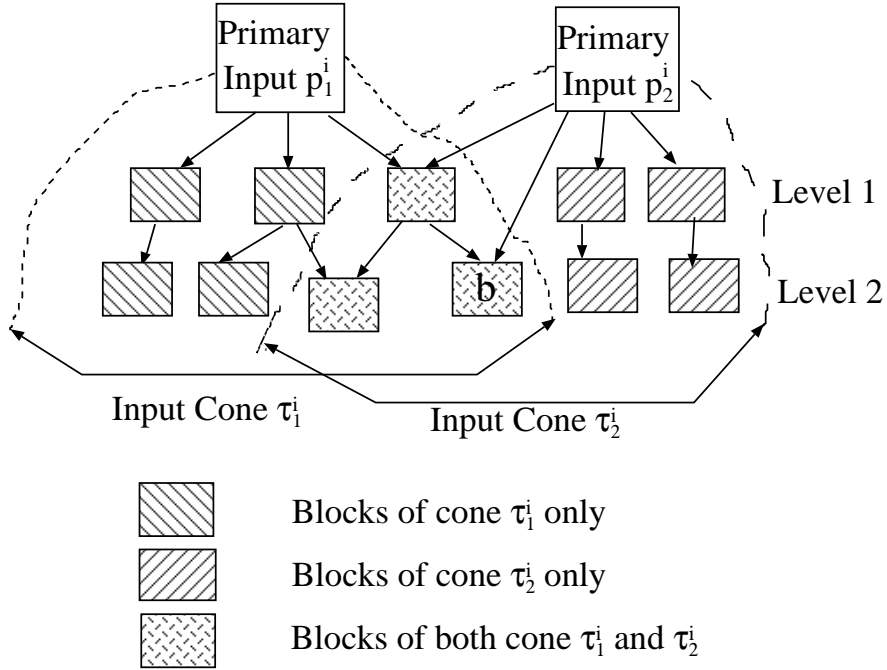 Primary
Input p₁ⁱ
Primary
Input p₂ⁱ
Level 1
b
Level 2
Input Cone τ₁ⁱ
Input Cone τ₂ⁱ
Blocks of cone τ₁ⁱ only
Blocks of cone τ₂ⁱ only
Blocks of both cone τ₁ⁱ and τ₂ⁱ